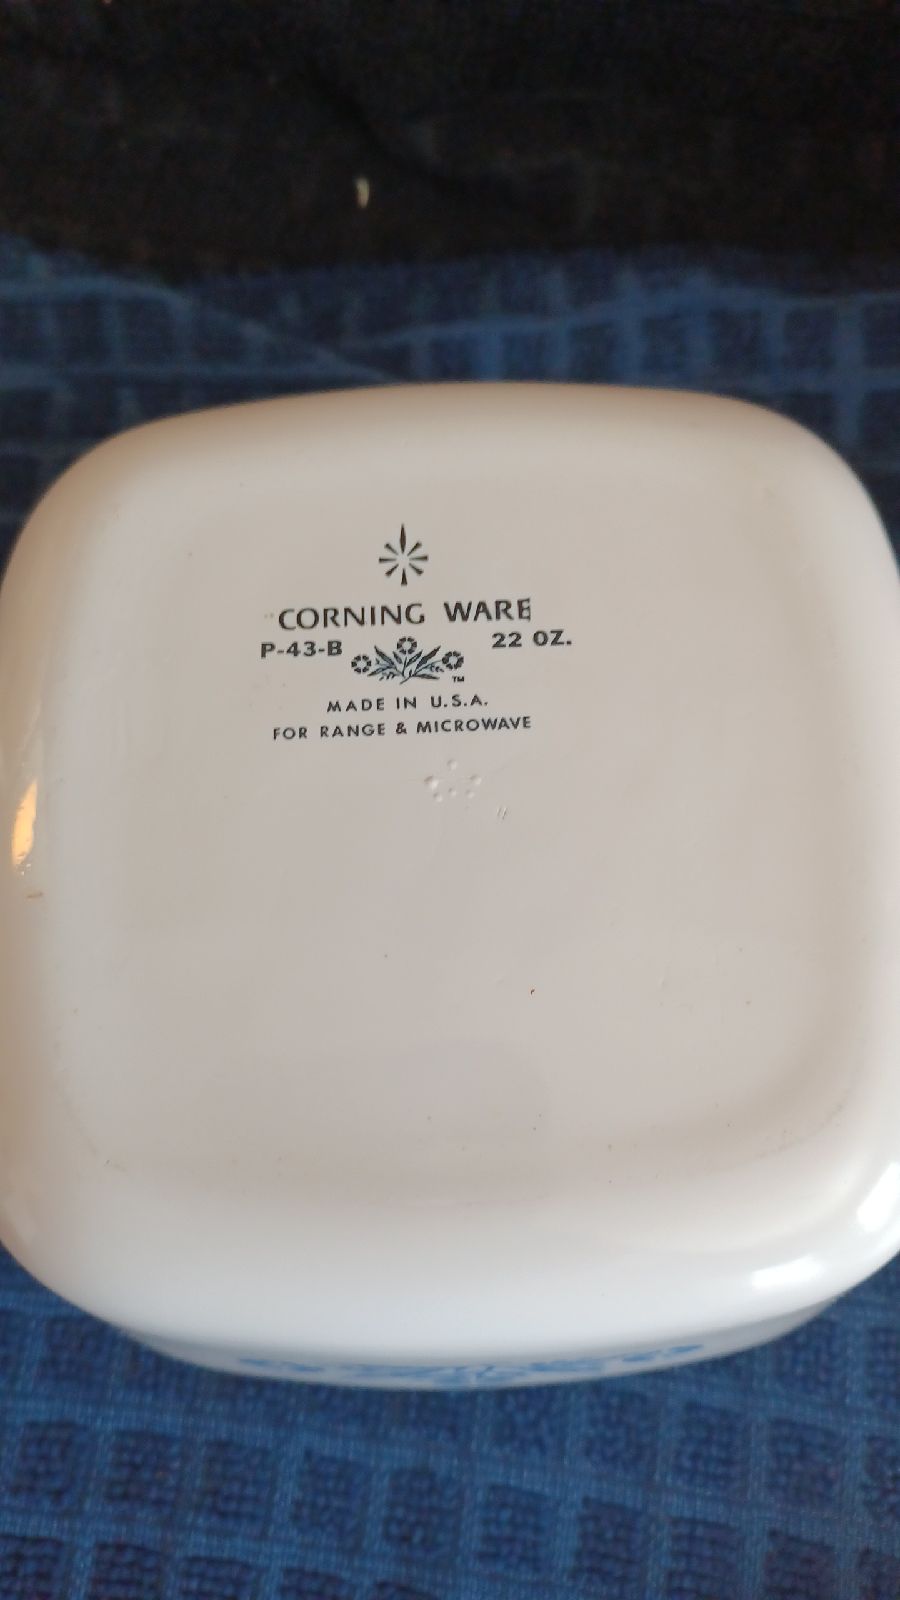 CORNING WARE
P-43-B 22 OZ.
TM
MADE IN U.S.A.
FOR RANGE & MICROWAVE